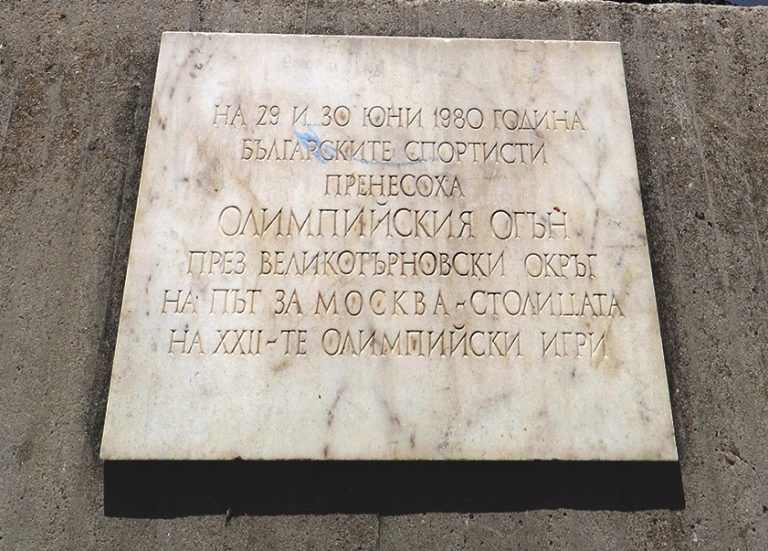 НА 29 И 30 ЮНИ 1980 ГОДИНА
БЪЛГАРСКИТЕ СПОРТИСТИ
ПРЕНЕСОХА
ОЛИМПИЙСКИЯ ОГЪН
ПРЕЗ ВЕЛИКОТЪРНОВСКИ ОКРЪГ
НА ПЪТ ЗА МОСКВА-СТОЛИЦАТА
НА XXII-ТЕ ОЛИМПИЙСКИ ИГРИ